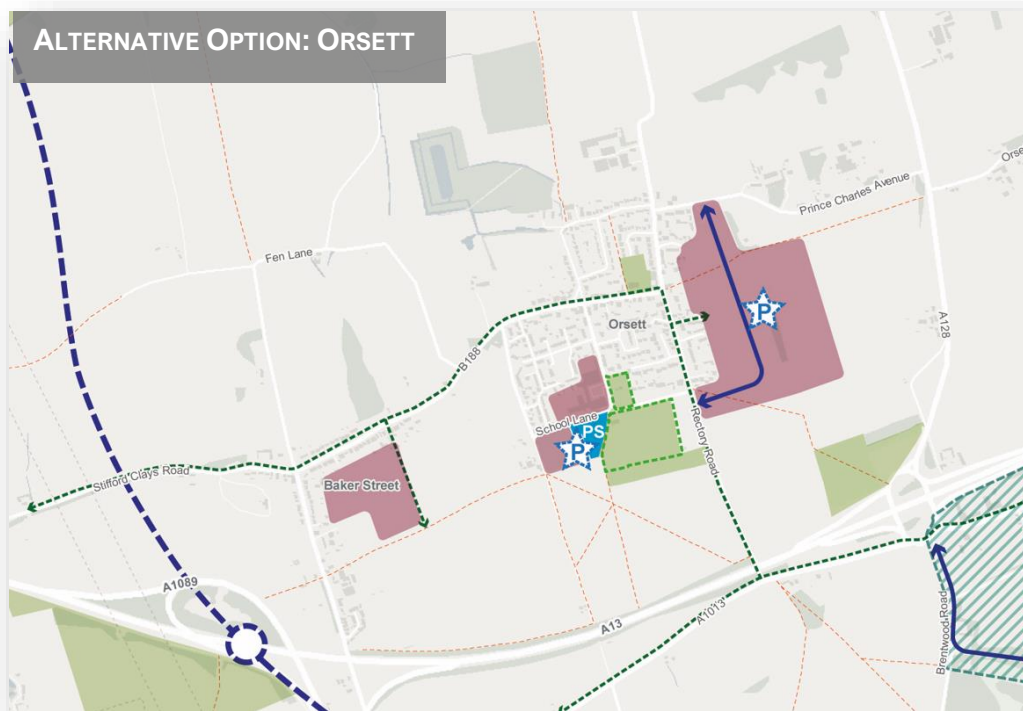 ALTERNATIVE OPTION: ORSETT
Prince Charles Avenue
Fen Lane
P
Orsett
A128
B188
School Lane
PS
P
Rectory Road
Stifford Clays Road
Baker Street
A1089
A13
A1013
Brentwood Road